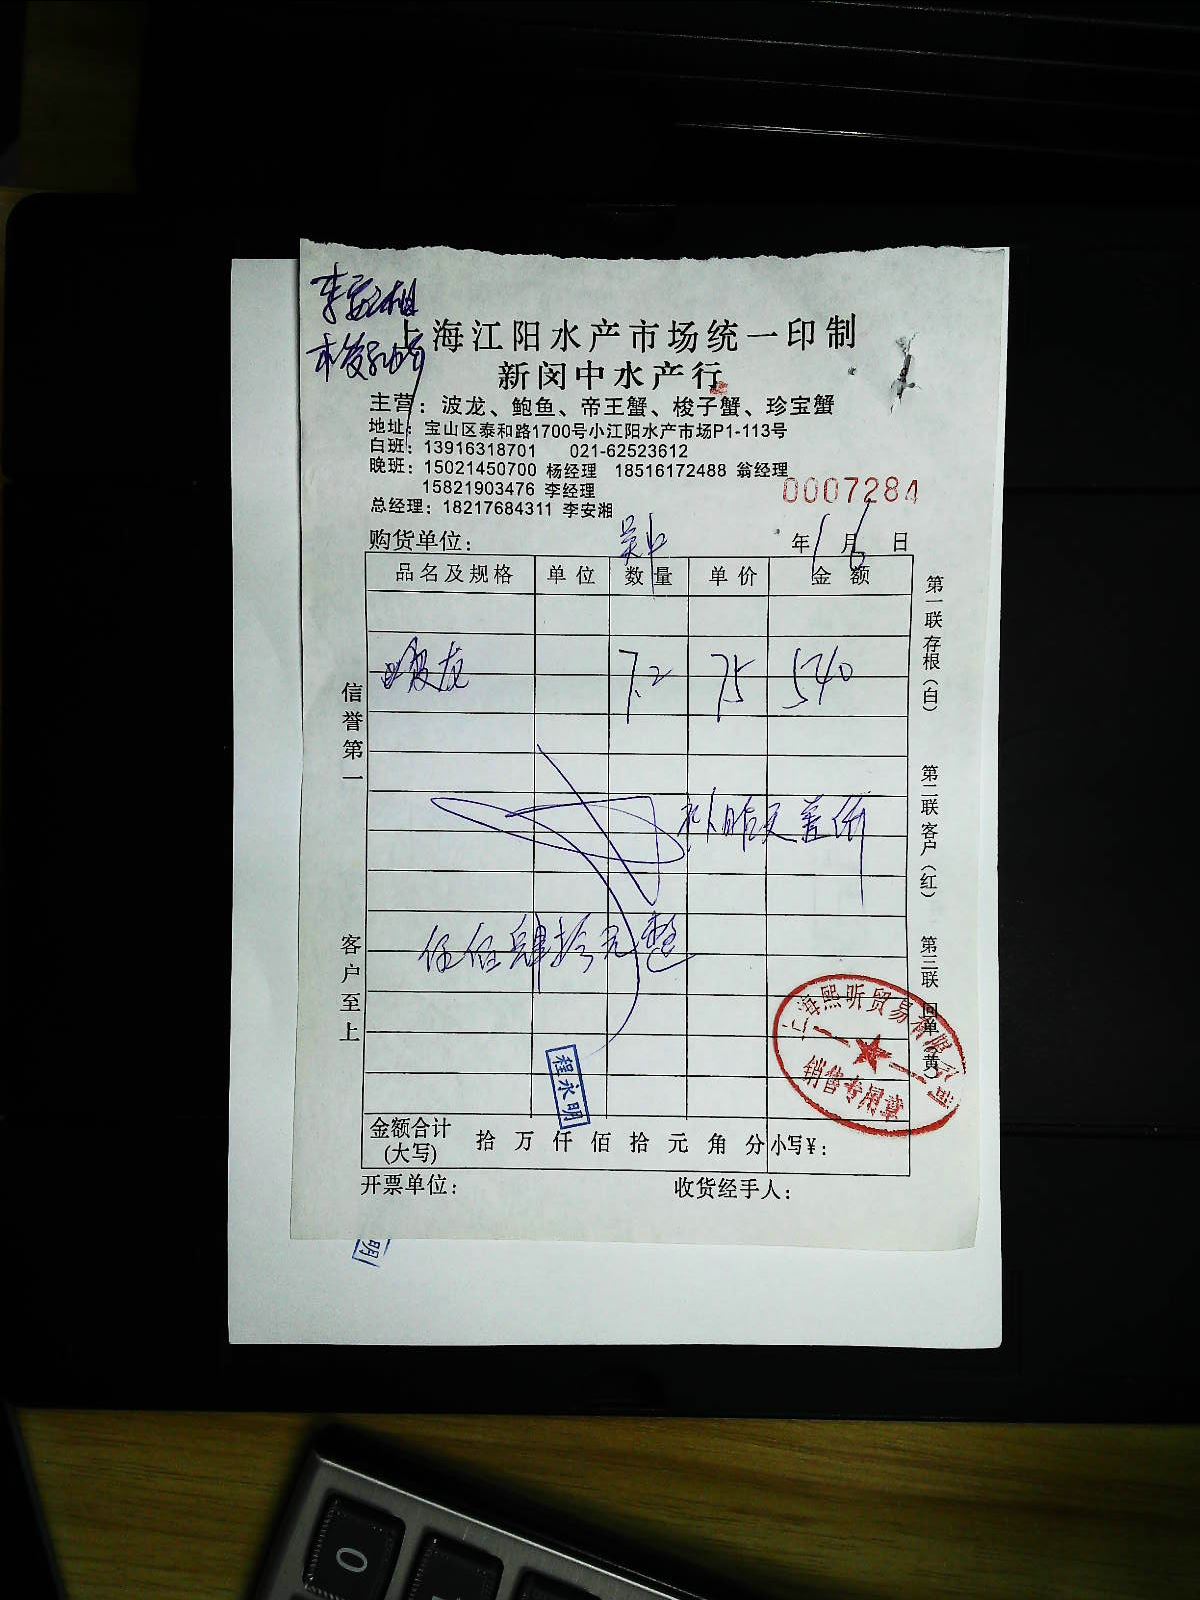 李安湘
上海江阳水产市场统一印制
新闵中水产行
主营：波龙、鲍鱼、帝王蟹、梭子蟹、珍宝蟹
地址：宝山区泰和路1700号小江阳水产市场P1-113号
白班：13916318701 021-62523612
晚班：15021450700 杨经理 18516172488 翁经理
15821903476 李经理
0007284
总经理：18217684311 李安湘
购货单位： 年 1 月 6 日
品名及规格 单位 数量 单价 金额
波龙 7.2 75 540
补昨天差价
伍佰肆拾元整
信誉第一
客户至上
第一联 存根（白）
第二联 客户（红）
第三联 回单（黄）
上海熙昕贸易有限公司
销售专用章
程永明
金额合计 拾 万 仟 佰 拾 元 角 分 小写¥：
(大写)
开票单位： 收货经手人：
明
0